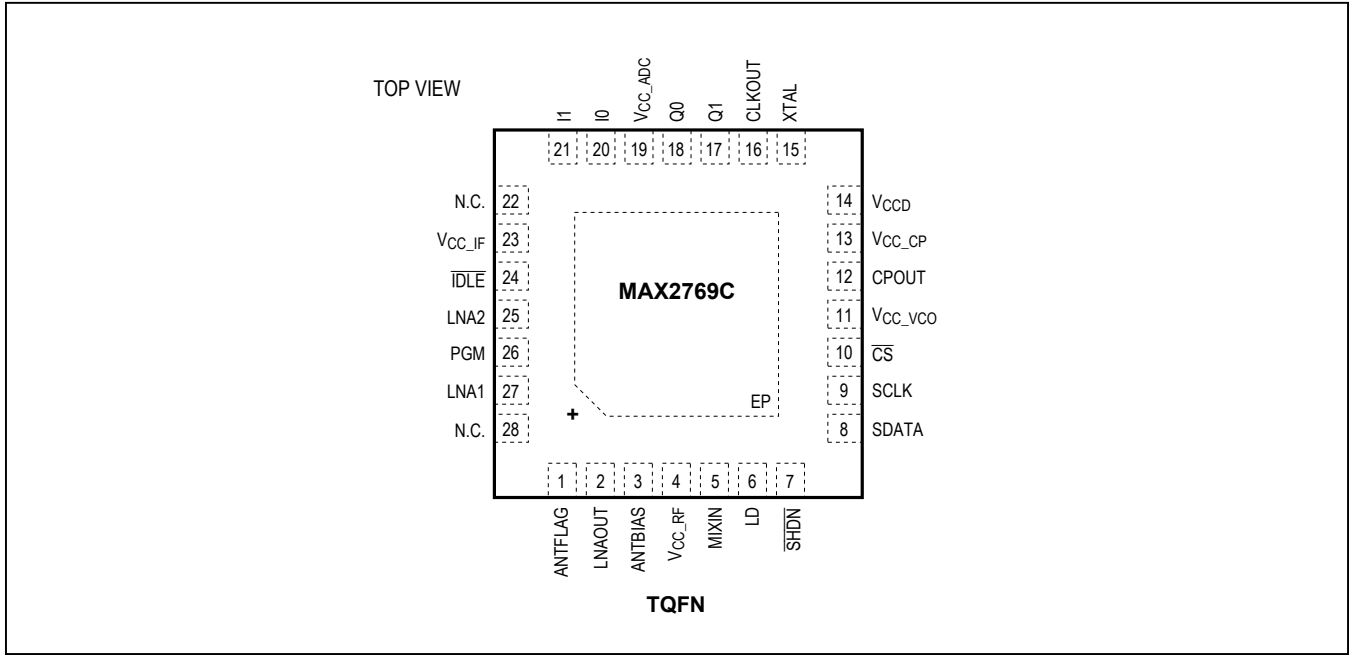 TOP VIEW
I1
I0
VCC_ADC
Q0
Q1
CLKOUT
XTAL
21 20 19 18 17 16 15
N.C. 22
VCC_IF 23
IDLE 24
LNA2 25
PGM 26
LNA1 27
N.C. 28
MAX2769C
EP
+
14 VCCD
13 VCC_CP
12 CPOUT
11 VCC_VCO
10 CS
9 SCLK
8 SDATA
1 2 3 4 5 6 7
ANTFLAG
LNAOUT
ANTBIAS
VCC_RF
MIXIN
LD
SHDN
TQFN